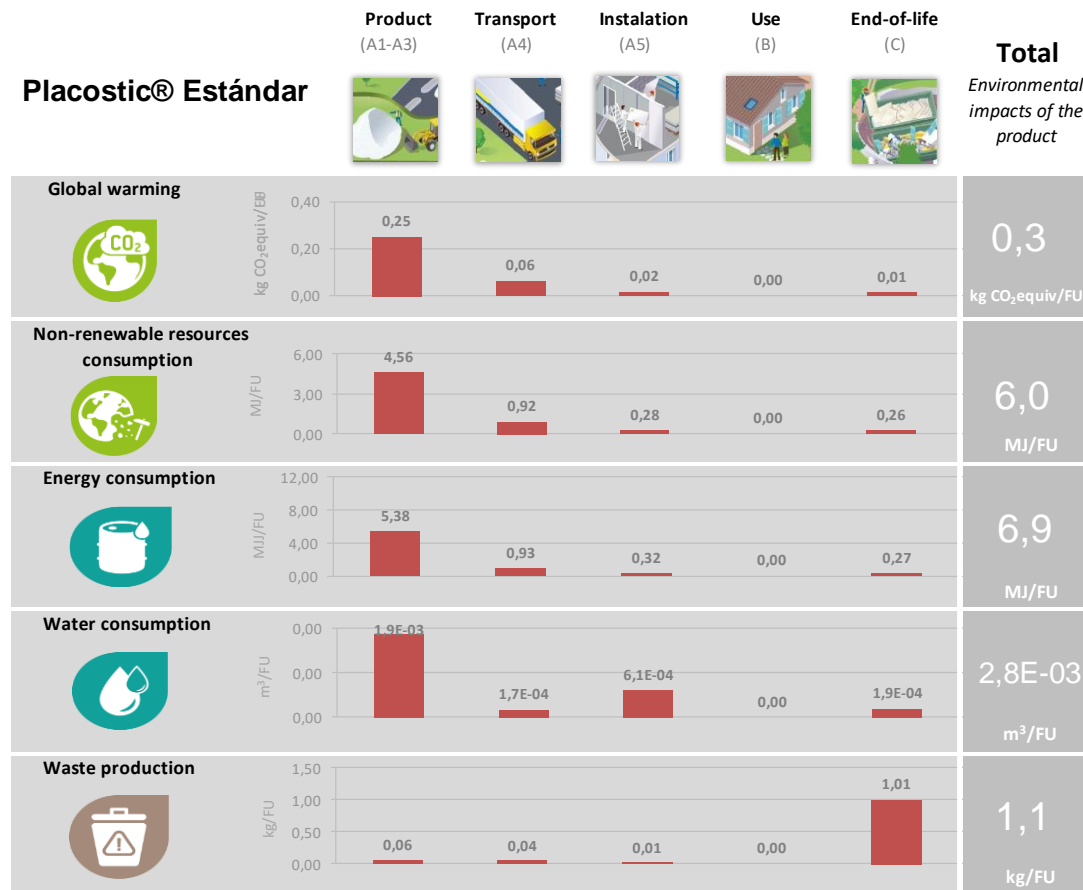 Product
(A1-A3)
Transport
(A4)
Instalation
(A5)
Use
(B)
End-of-life
(C)
Total
Environmental
impacts of the
product
Placostic® Estándar
Global warming
CO₂
kg CO₂equiv/
0,40
0,20
0,00
0,25
0,06
0,02
0,00
0,01
0,3
kg CO₂equiv/FU
Non-renewable resources
consumption
MJ/FU
6,00
3,00
0,00
4,56
0,92
0,28
0,00
0,26
6,0
MJ/FU
Energy consumption
MJJ/FU
12,00
8,00
4,00
0,00
5,38
0,93
0,32
0,00
0,27
6,9
MJ/FU
Water consumption
m³/FU
0,00
0,00
0,00
1,9E-03
1,7E-04
6,1E-04
0,00
1,9E-04
2,8E-03
m³/FU
Waste production
kg/FU
1,50
1,00
0,50
0,00
0,06
0,04
0,01
0,00
1,01
1,1
kg/FU